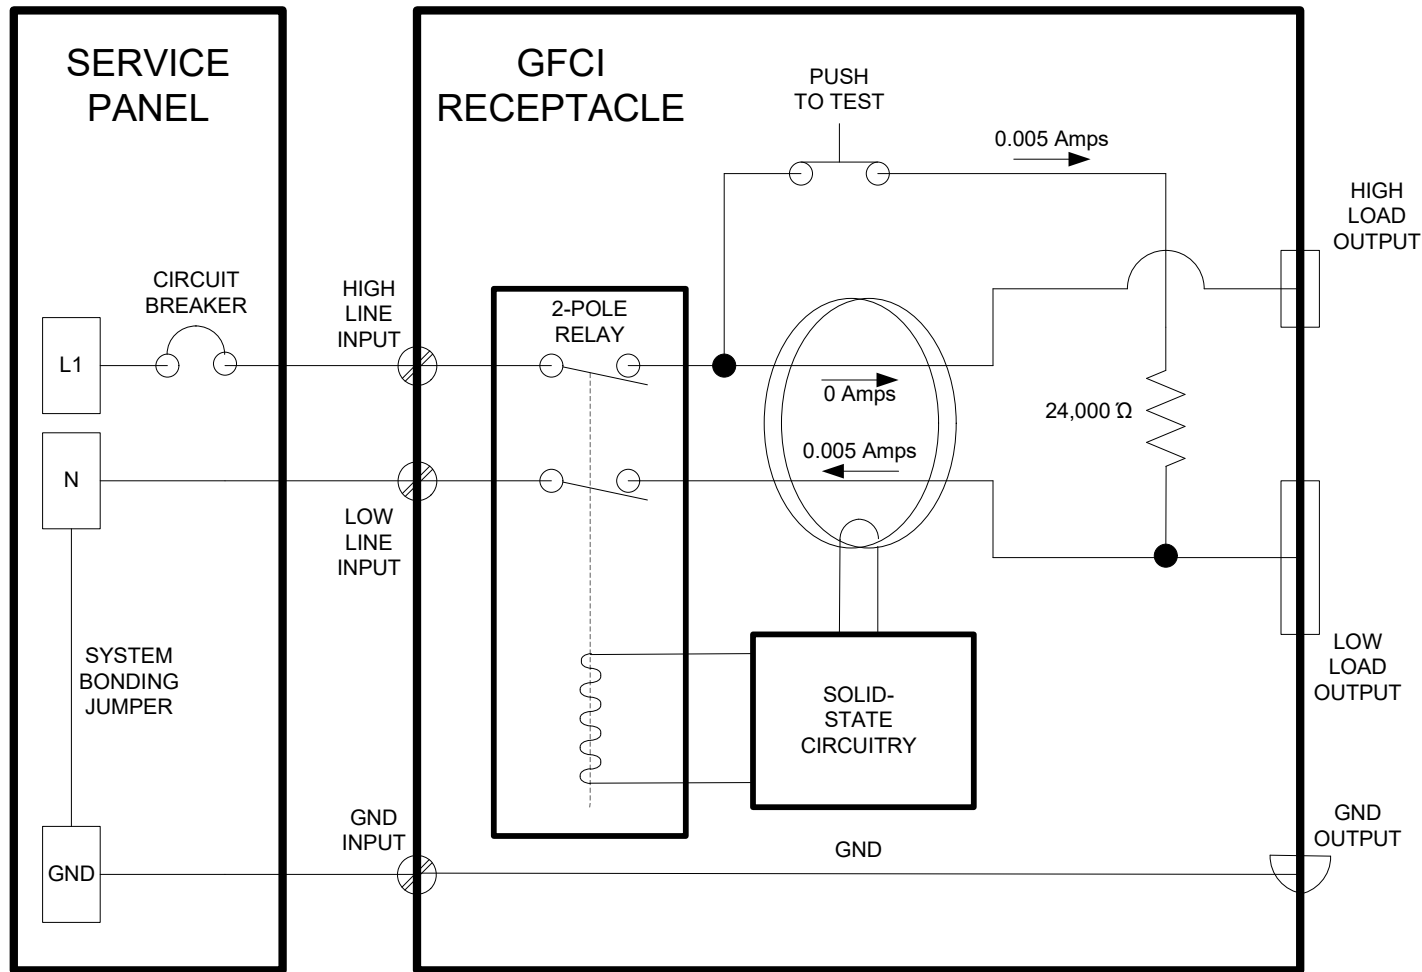 SERVICE
PANEL
GFCI
RECEPTACLE
PUSH
TO TEST
0.005 Amps
HIGH
LOAD
OUTPUT
CIRCUIT
BREAKER
HIGH
LINE
INPUT
2-POLE
RELAY
L1
0 Amps
24,000 Ω
0.005 Amps
N
LOW
LINE
INPUT
SYSTEM
BONDING
JUMPER
SOLID-
STATE
CIRCUITRY
LOW
LOAD
OUTPUT
GND
INPUT
GND
GND
OUTPUT
GND